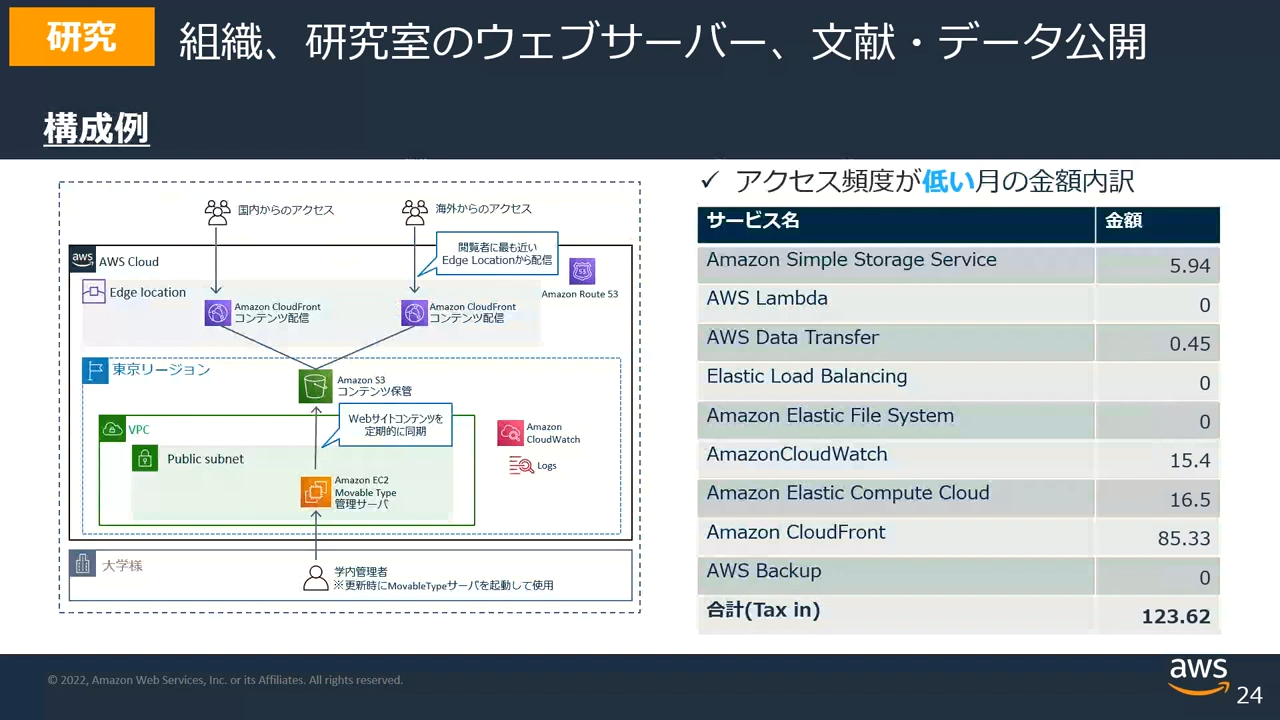 研究
組織、研究室のウェブサーバー、文献・データ公開
構成例
国内からのアクセス
海外からのアクセス
閲覧者に最も近い
Edge Locationから配信
aws
AWS Cloud
Edge location
Amazon CloudFront
コンテンツ配信
Amazon CloudFront
コンテンツ配信
53
Amazon Route 53
東京リージョン
Amazon S3
コンテンツ保管
Webサイトコンテンツを
定期的に同期
VPC
Public subnet
Amazon
CloudWatch
Logs
Amazon EC2
Movable Type
管理サーバ
大学様
学内管理者
※更新時にMovableTypeサーバを起動して使用
✓ アクセス頻度が低い月の金額内訳
サービス名 金額
Amazon Simple Storage Service 5.94
AWS Lambda 0
AWS Data Transfer 0.45
Elastic Load Balancing 0
Amazon Elastic File System 0
AmazonCloudWatch 15.4
Amazon Elastic Compute Cloud 16.5
Amazon CloudFront 85.33
AWS Backup 0
合計(Tax in) 123.62
© 2022, Amazon Web Services, Inc. or its Affiliates. All rights reserved.
aws
24